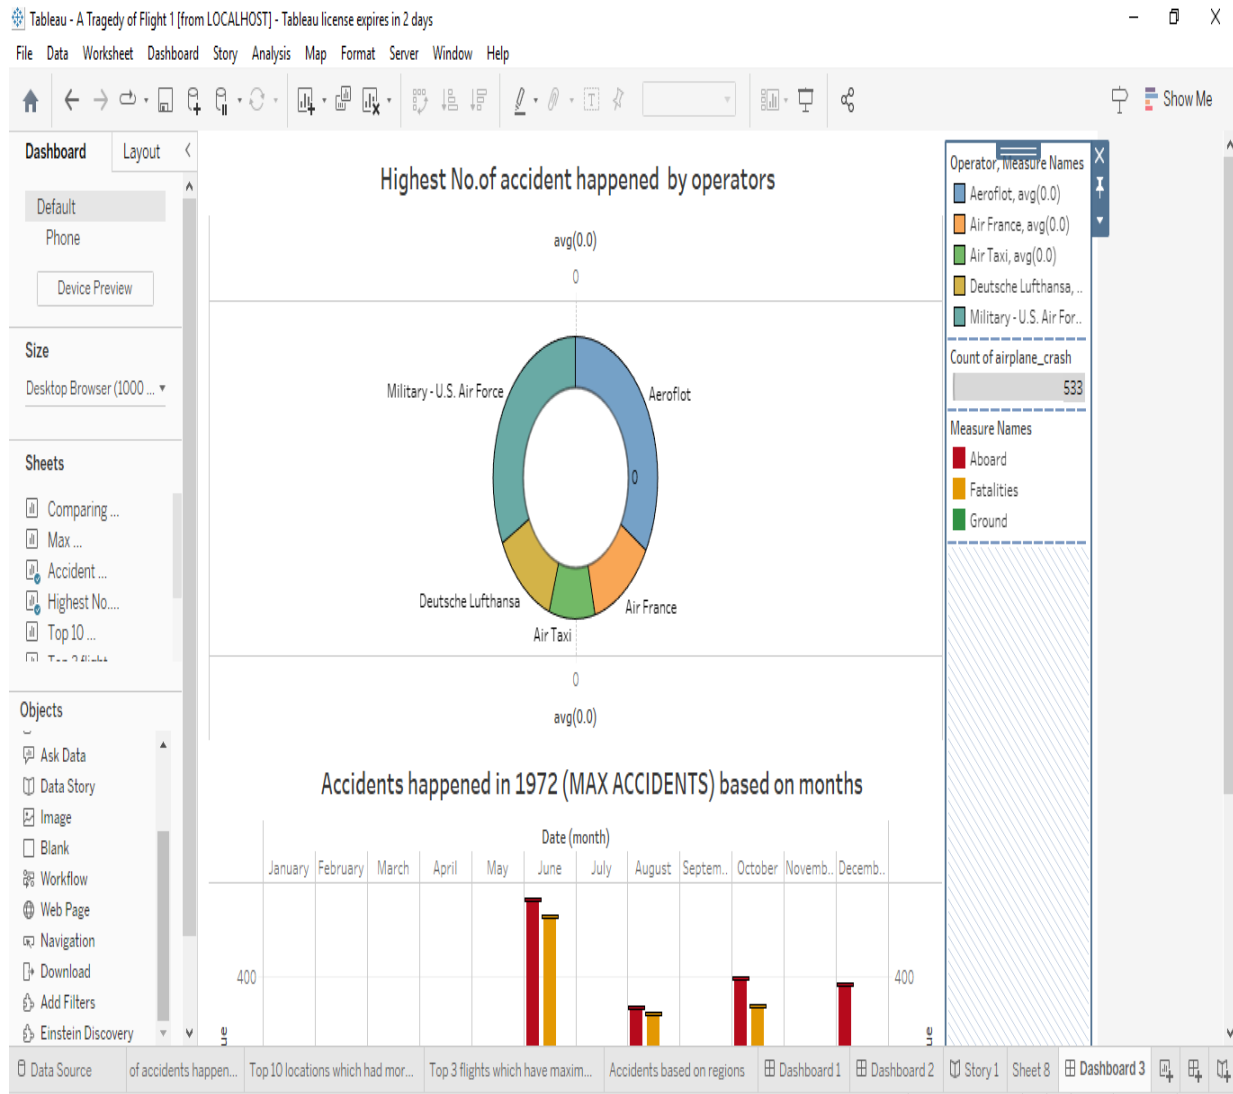 Tableau - A Tragedy of Flight 1 [from LOCALHOST] - Tableau license expires in 2 days
File Data Worksheet Dashboard Story Analysis Map Format Server Window Help
Show Me
Dashboard Layout
Default
Phone
Device Preview
Size
Desktop Browser (1000 ...
Sheets
Comparing ...
Max ...
Accident ...
Highest No....
Top 10 ...
Objects
Ask Data
Data Story
Image
Blank
Workflow
Web Page
Navigation
Download
Add Filters
Einstein Discovery
Highest No.of accident happened by operators
avg(0.0)
0
Military - U.S. Air Force
Aeroflot
0
Deutsche Lufthansa
Air France
Air Taxi
0
avg(0.0)
Accidents happened in 1972 (MAX ACCIDENTS) based on months
Date (month)
January February March April May June July August Septem.. October Novemb.. Decemb..
400 400
Operator, Measure Names
Aeroflot, avg(0.0)
Air France, avg(0.0)
Air Taxi, avg(0.0)
Deutsche Lufthansa, ..
Military - U.S. Air For..
Count of airplane_crash
533
Measure Names
Aboard
Fatalities
Ground
Data Source of accidents happen... Top 10 locations which had mor... Top 3 flights which have maxim... Accidents based on regions Dashboard 1 Dashboard 2 Story 1 Sheet 8 Dashboard 3